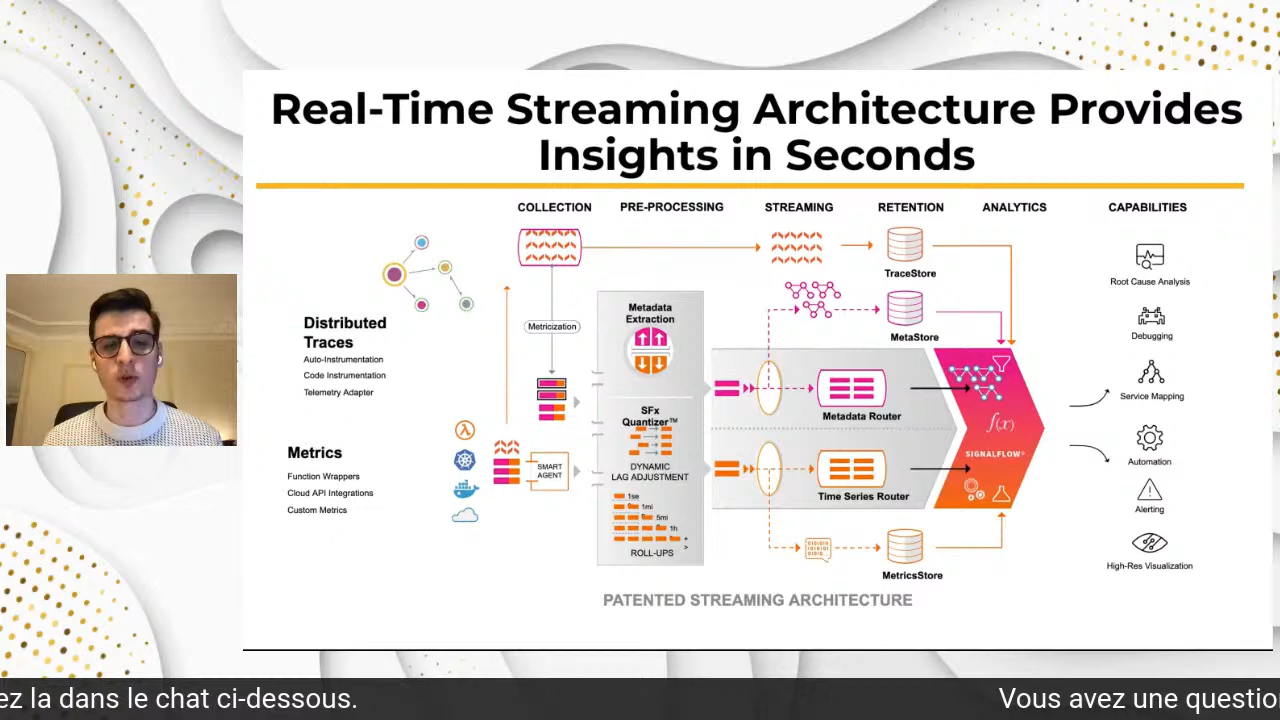 Real-Time Streaming Architecture Provides
Insights in Seconds
COLLECTION
PRE-PROCESSING
STREAMING
RETENTION
ANALYTICS
CAPABILITIES
Distributed
Traces
Auto-Instrumentation
Code Instrumentation
Telemetry Adapter
Metrics
Function Wrappers
Cloud API Integrations
Custom Metrics
Metricization
SMART
AGENT
Metadata
Extraction
SFx
Quantizer™
DYNAMIC
LAG ADJUSTMENT
1se
1mi
5mi
1h
ROLL-UPS
TraceStore
MetaStore
Metadata Router
Time Series Router
MetricsStore
f(x)
SIGNALFLOW®
Root Cause Analysis
Debugging
Service Mapping
Automation
Alerting
High-Res Visualization
PATENTED STREAMING ARCHITECTURE
ez la dans le chat ci-dessous.
Vous avez une questio